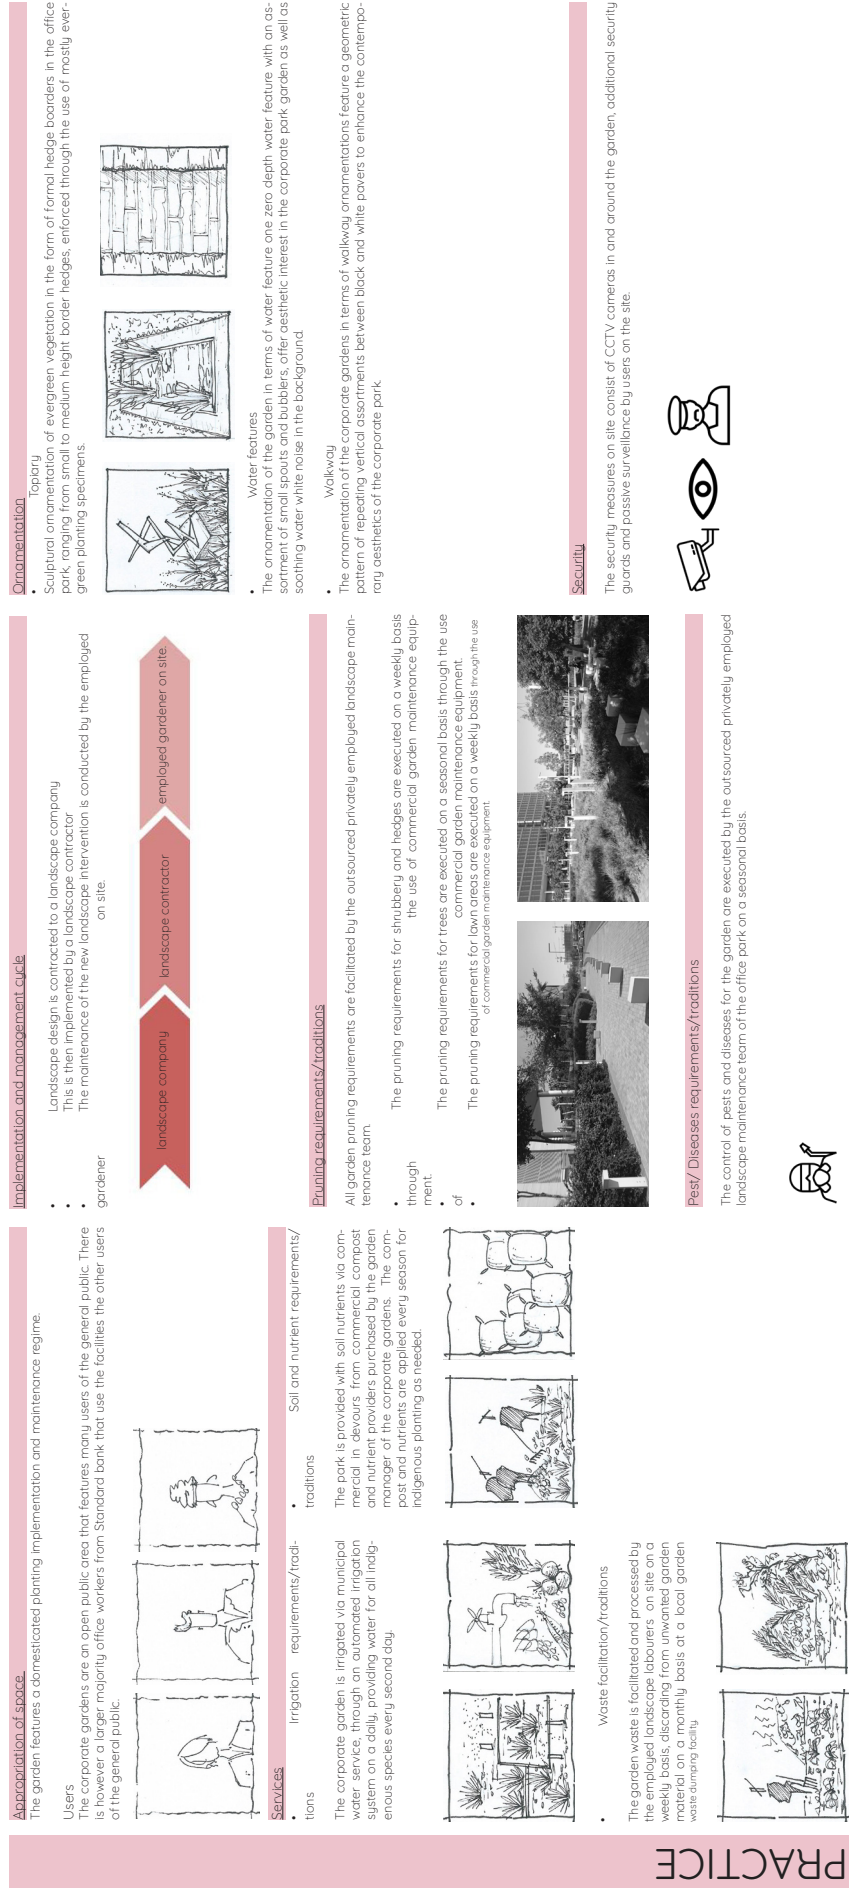 PRACTICE
Appropriation of space
The garden features a domesticated planting implementation and maintenance regime.
Users
The corporate gardens are an open public area that features many users of the general public. There
is however a larger majority office workers from Standard bank that use the facilities the other users
of the general public.
Services
• Irrigation requirements/tradi-
tions
The corporate garden is irrigated via municipal
water service, through an automated irrigation
system on a daily, providing water for all indig-
enous species every second day.
• Soil and nutrient requirements/
traditions
The park is provided with soil nutrients via com-
mercial in devours from commercial compost
and nutrient providers purchased by the garden
manager of the corporate gardens. The com-
post and nutrients are applied every season for
indigenous planting as needed.
• Waste facilitation/traditions
The garden waste is facilitated and processed by
the employed landscape labourers on site on a
weekly basis, discarding from unwanted garden
material on a monthly basis at a local garden
waste dumping facility.
Implementation and management cycle
• Landscape design is contracted to a landscape company
• This is then implemented by a landscape contractor
• The maintenance of the new landscape intervention is conducted by the employed
gardener on site.
landscape company
landscape contractor
employed gardener on site.
Pruning requirements/traditions
All garden pruning requirements are facilitated by the outsourced privately employed landscape main-
tenance team.
• The pruning requirements for shrubbery and hedges are executed on a weekly basis
through the use of commercial garden maintenance equip-
ment.
• The pruning requirements for trees are executed on a seasonal basis through the use
of commercial garden maintenance equipment.
• The pruning requirements for lawn areas are executed on a weekly basis through the use
of commercial garden maintenance equipment.
Pest/ Diseases requirements/traditions
The control of pests and diseases for the garden are executed by the outsourced privately employed
landscape maintenance team of the office park on a seasonal basis.
Ornamentation
• Topiary
Sculptural ornamentation of evergreen vegetation in the form of formal hedge boarders in the office
park, ranging from small to medium height border hedges, enforced through the use of mostly ever-
green planting specimens.
• Water features
The ornamentation of the garden in terms of water feature one zero depth water feature with an as-
sortment of small spouts and bubblers, offer aesthetic interest in the corporate park garden as well as
soothing water white noise in the background.
• Walkway
The ornamentation of the corporate gardens in terms of walkway ornamentations feature a geometric
pattern of repeating vertical assortments between black and white pavers to enhance the contempo-
rary aesthetics of the corporate park.
Security
The security measures on site consist of CCTV cameras in and around the garden, additional security
guards and passive surveillance by users on the site.